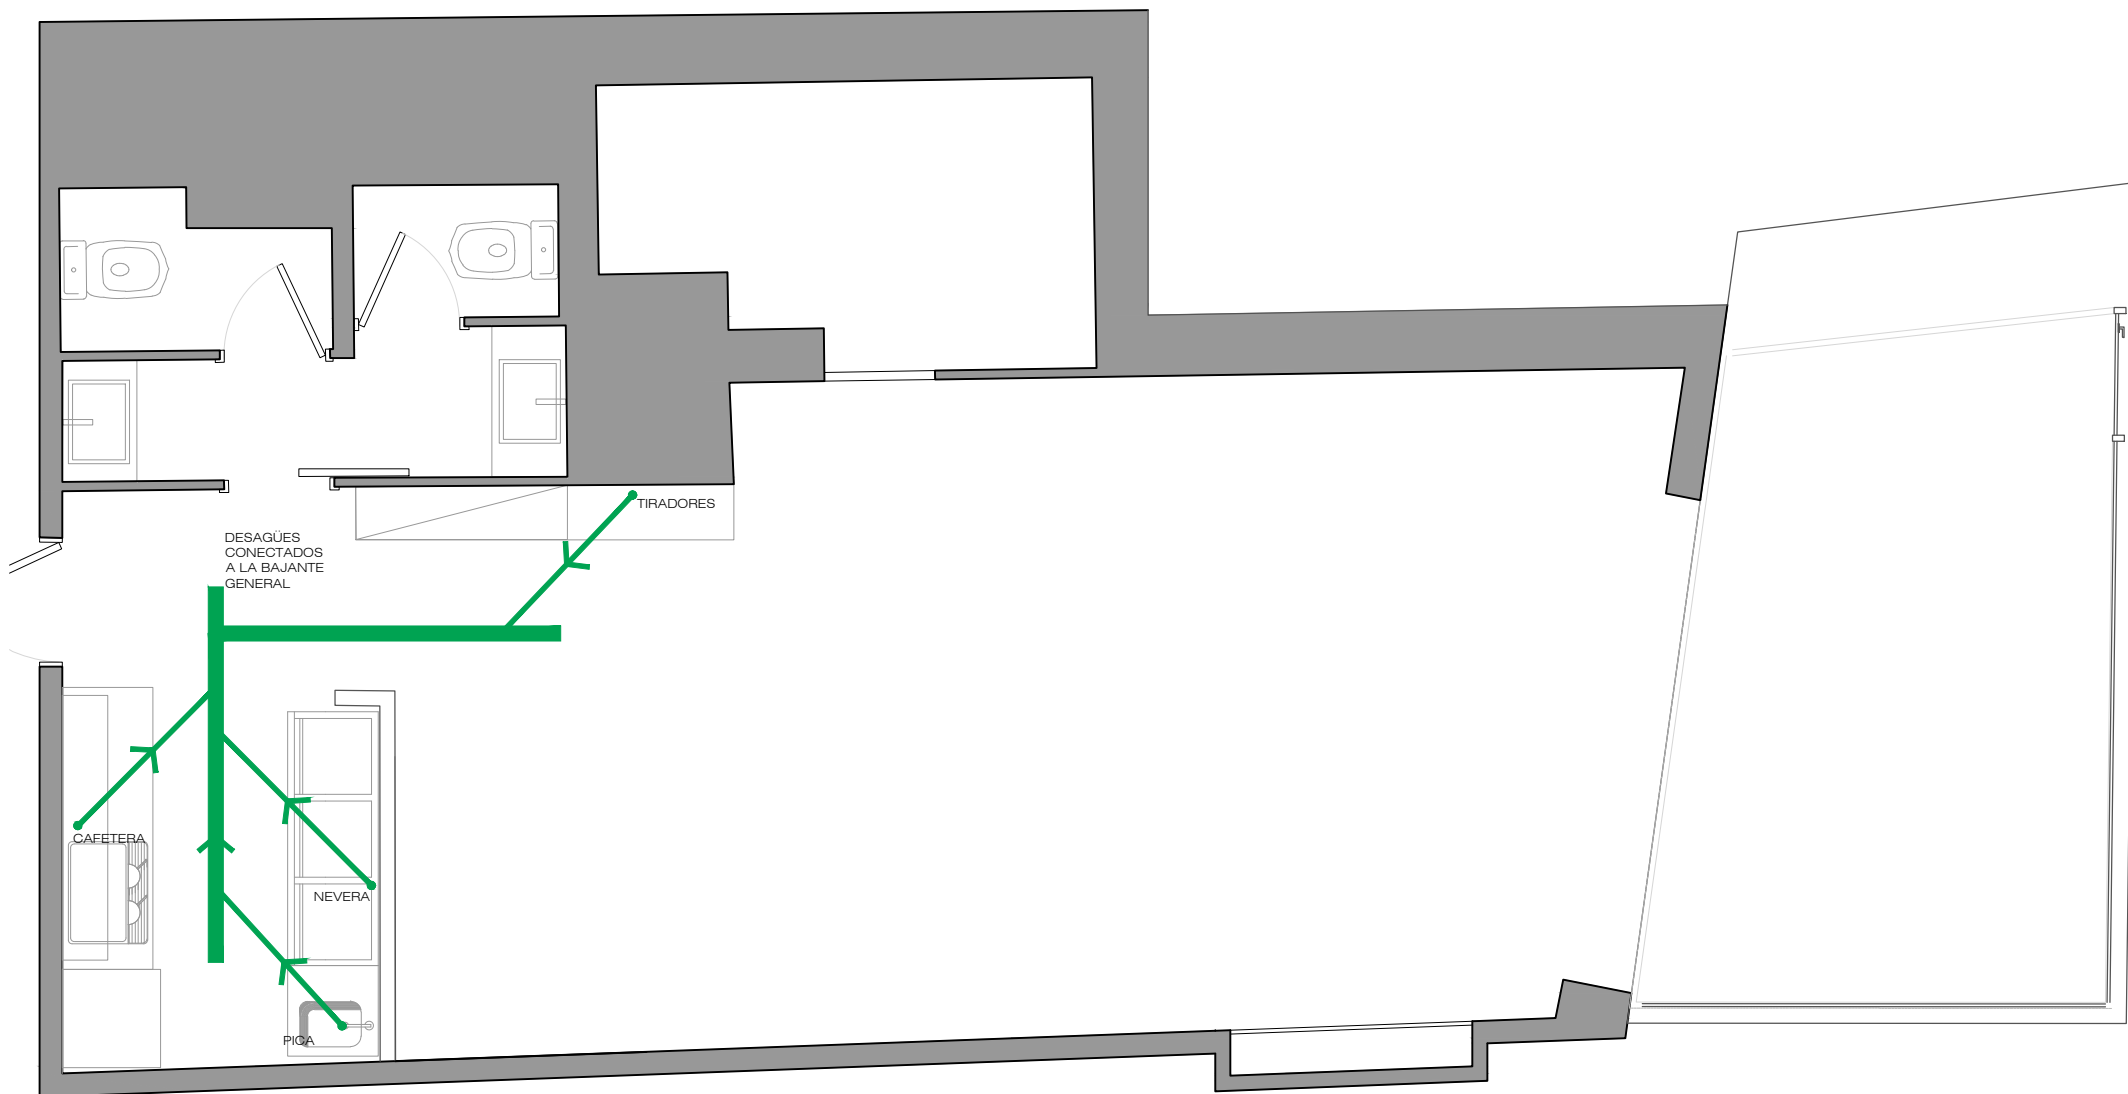 TIRADORES
DESAGÜES
CONECTADOS
A LA BAJANTE
GENERAL
CAFETERA
NEVERA
PICA